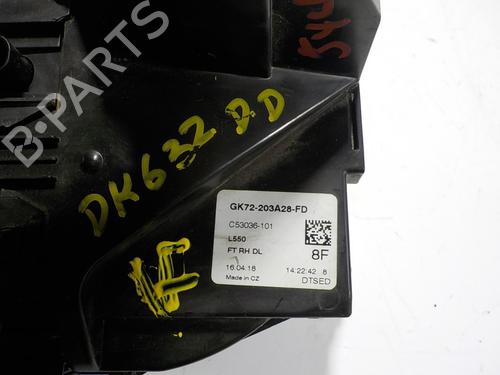 B-PARTS
DK632 DD
GK72-203A28-FD
C53036-101
L550
FT RH DL
8F
16.04.18
14:22:42 8
Made in CZ
DTSED